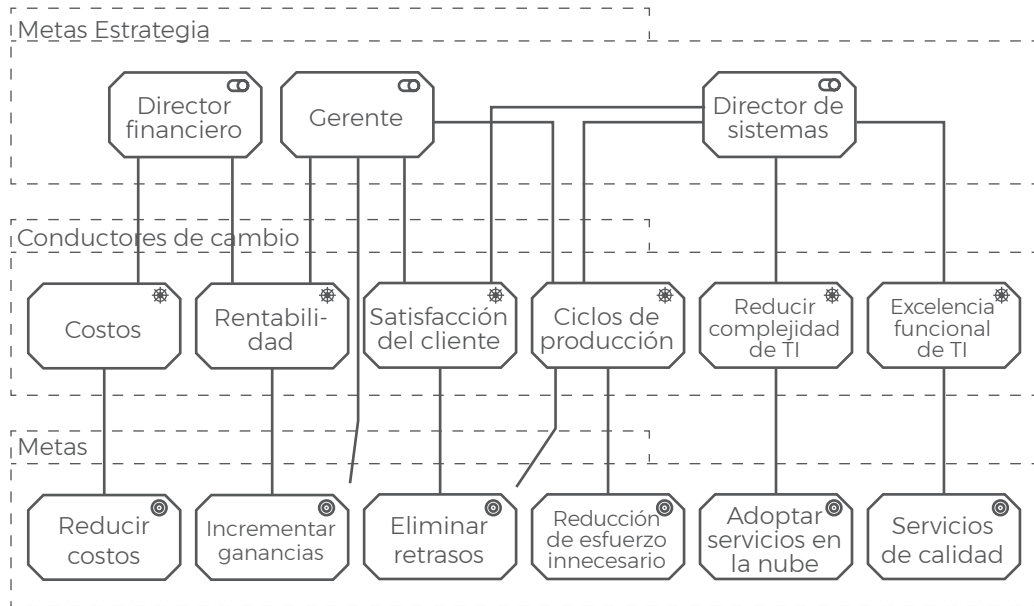 Metas Estrategia
Director
financiero
Gerente
Director de
sistemas
Conductores de cambio
Costos
Rentabili-
dad
Satisfacción
del cliente
Ciclos de
producción
Reducir
complejidad
de TI
Excelencia
funcional
de TI
Metas
Reducir
costos
Incrementar
ganancias
Eliminar
retrasos
Reducción
de esfuerzo
innecesario
Adoptar
servicios en
la nube
Servicios
de calidad